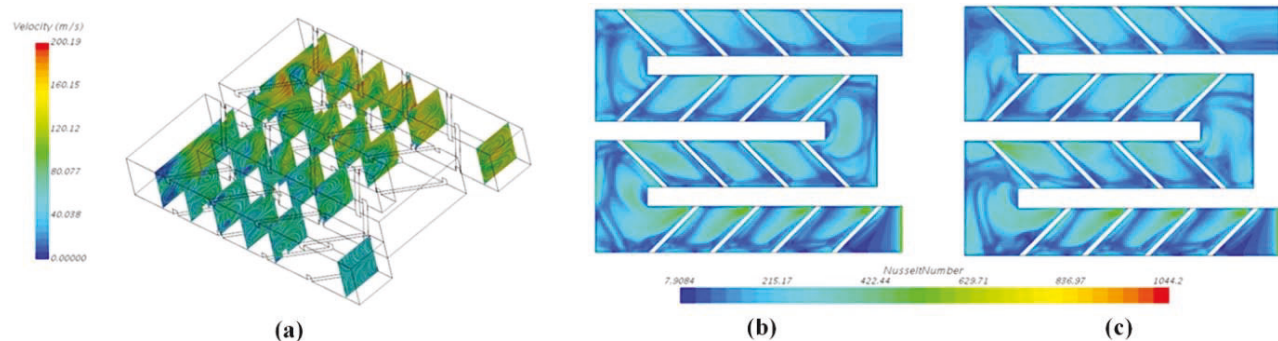 Velocity (m/s)
200.19
160.15
120.12
80.077
40.038
0.00000
NusseltNumber
7.9084 215.17 422.44 629.71 836.97 1044.2
(a) (b) (c)